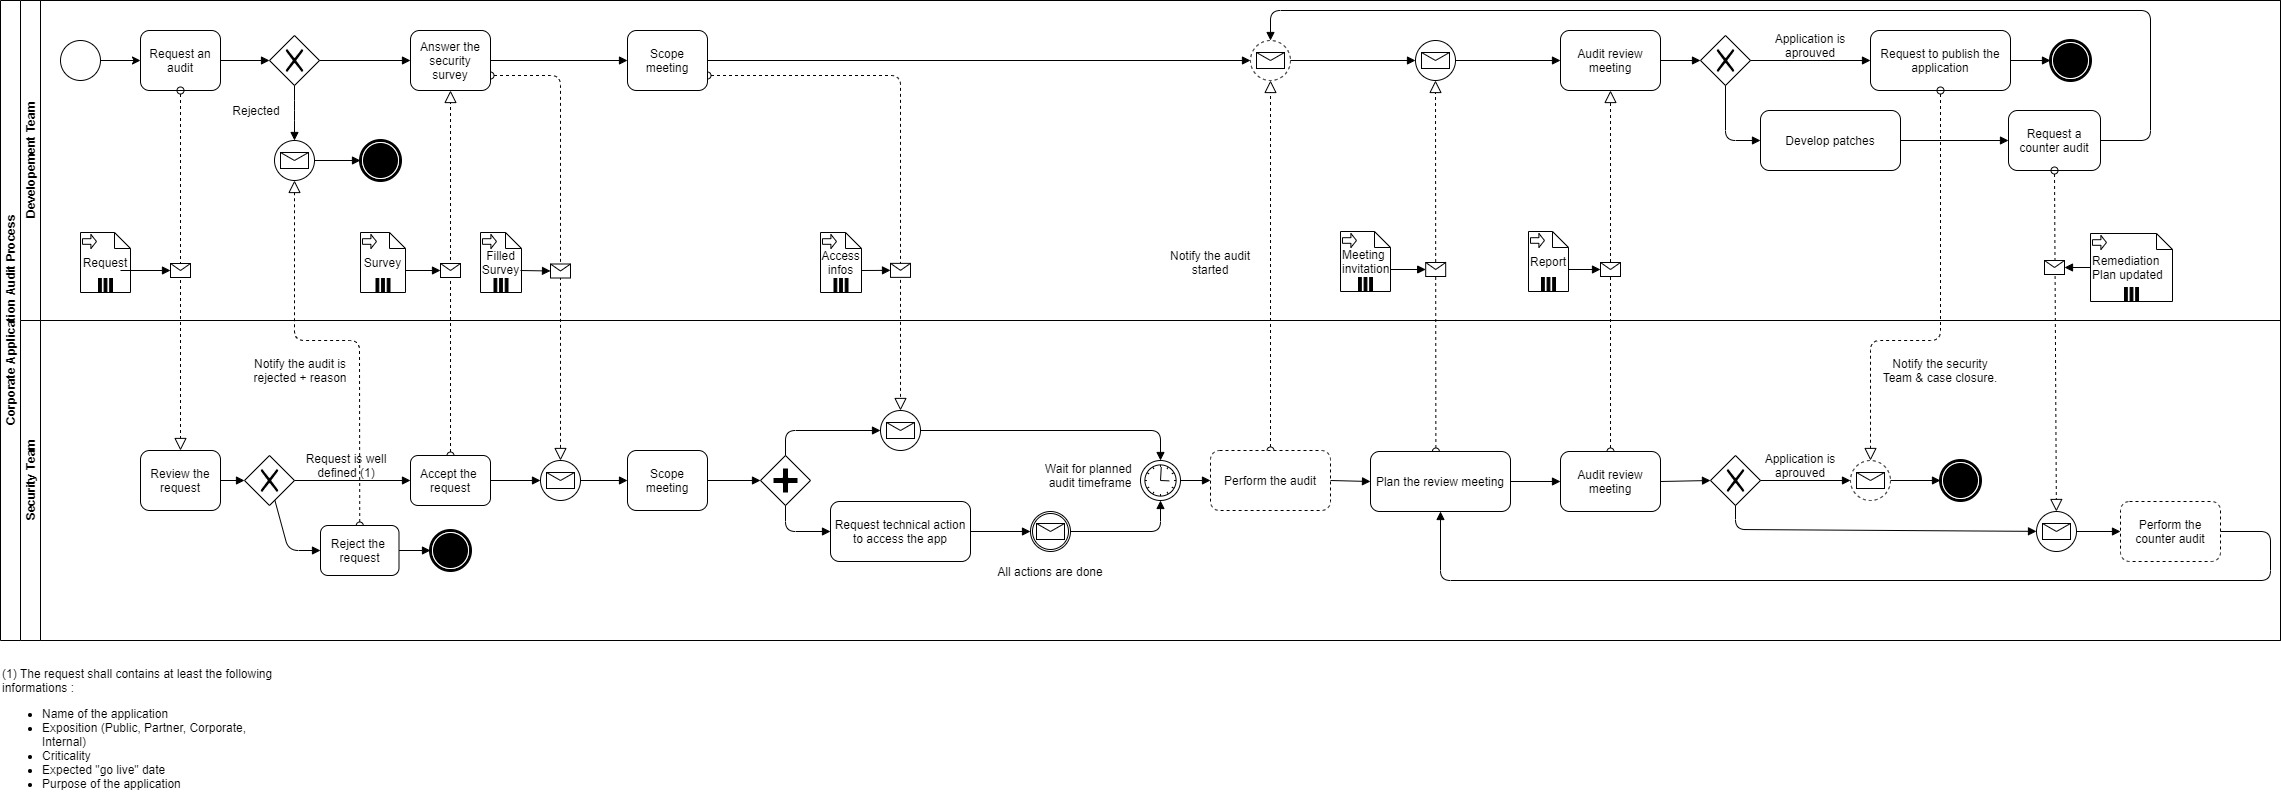 Corporate Application Audit Process
Developement Team
Request an
audit
Rejected
Answer the
security
survey
Scope
meeting
Audit review
meeting
Application is
aprouved
Request to publish the
application
Develop patches
Request a
counter audit
Request
Survey
Filled
Survey
Access
infos
Notify the audit
started
Meeting
invitation
Report
Remediation
Plan updated
Security Team
Notify the audit is
rejected + reason
Notify the security
Team & case closure.
Review the
request
Request is well
defined (1)
Accept the
request
Reject the
request
Scope
meeting
Request technical action
to access the app
All actions are done
Wait for planned
audit timeframe
Perform the audit
Plan the review meeting
Audit review
meeting
Application is
aprouved
Perform the
counter audit
(1) The request shall contains at least the following
informations :
Name of the application
Exposition (Public, Partner, Corporate,
Internal)
Criticality
Expected "go live" date
Purpose of the application